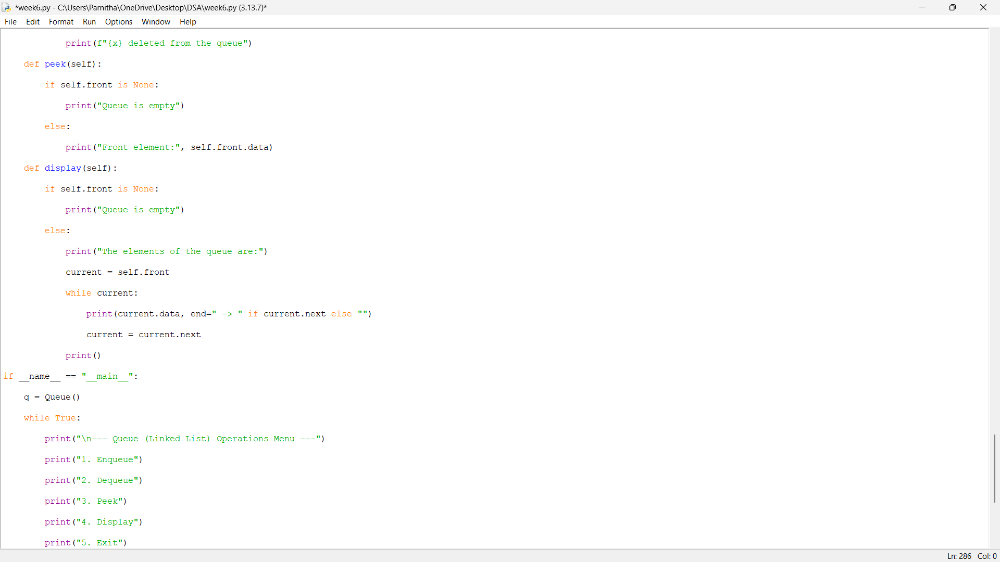 *week6.py - C:\Users\Parnitha\OneDrive\Desktop\DSA\week6.py (3.13.7)*
File Edit Format Run Options Window Help
            print(f"{x} deleted from the queue")
    def peek(self):
        if self.front is None:
            print("Queue is empty")
        else:
            print("Front element:", self.front.data)
    def display(self):
        if self.front is None:
            print("Queue is empty")
        else:
            print("The elements of the queue are:")
            current = self.front
            while current:
                print(current.data, end=" -> " if current.next else "")
                current = current.next
            print()
if __name__ == "__main__":
    q = Queue()
    while True:
        print("\n--- Queue (Linked List) Operations Menu ---")
        print("1. Enqueue")
        print("2. Dequeue")
        print("3. Peek")
        print("4. Display")
        print("5. Exit")
Ln: 286 Col: 0